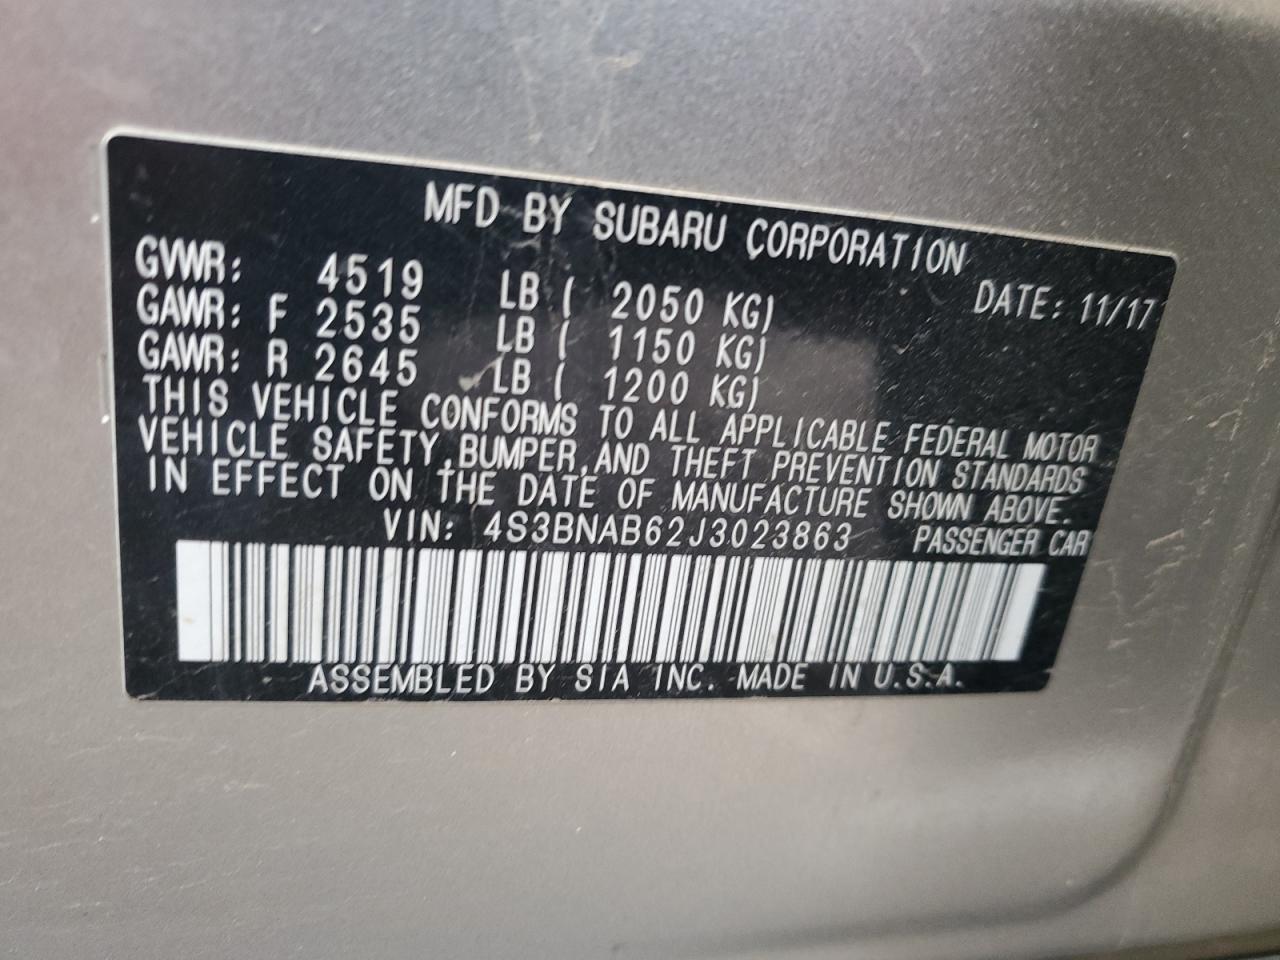 MFD BY SUBARU CORPORATION
GVWR: 4519 LB ( 2050 KG) DATE: 11/17
GAWR: F 2535 LB ( 1150 KG)
GAWR: R 2645 LB ( 1200 KG)
THIS VEHICLE CONFORMS TO ALL APPLICABLE FEDERAL MOTOR
VEHICLE SAFETY,BUMPER,AND THEFT PREVENTION STANDARDS
IN EFFECT ON THE DATE OF MANUFACTURE SHOWN ABOVE.
VIN: 4S3BNAB62J3023863 PASSENGER CAR
ASSEMBLED BY SIA INC. MADE IN U.S.A.